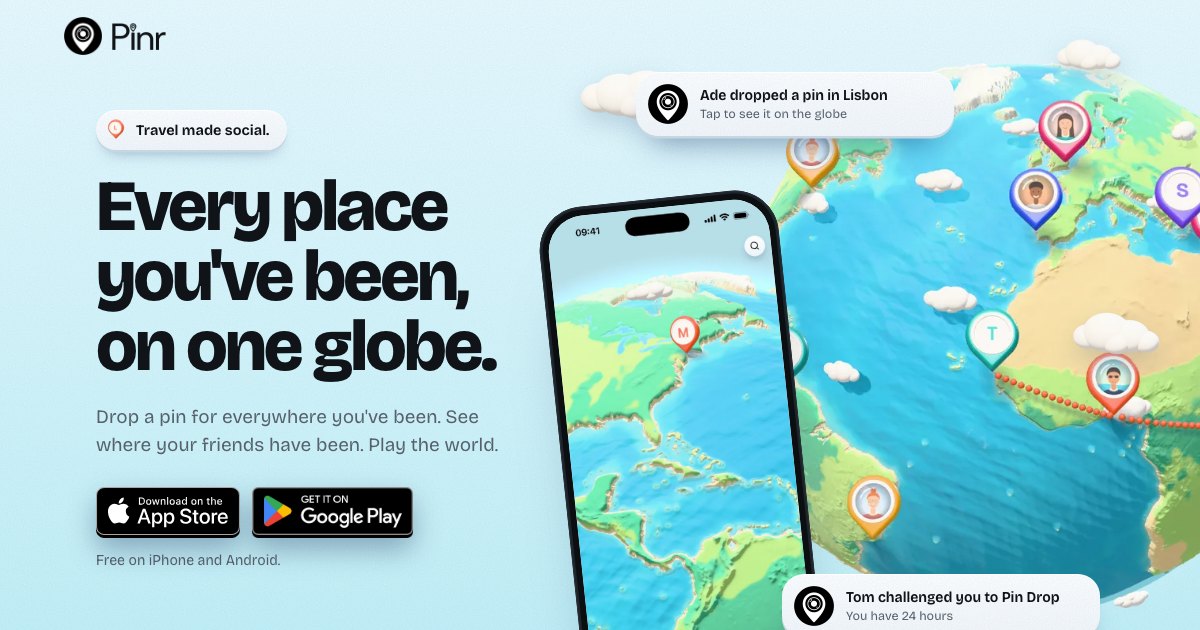 Pinr
Travel made social.
Every place
you've been,
on one globe.
Drop a pin for everywhere you've been. See
where your friends have been. Play the world.
Download on the
App Store
GET IT ON
Google Play
Free on iPhone and Android.
Ade dropped a pin in Lisbon
Tap to see it on the globe
09:41
M
S
T
Tom challenged you to Pin Drop
You have 24 hours